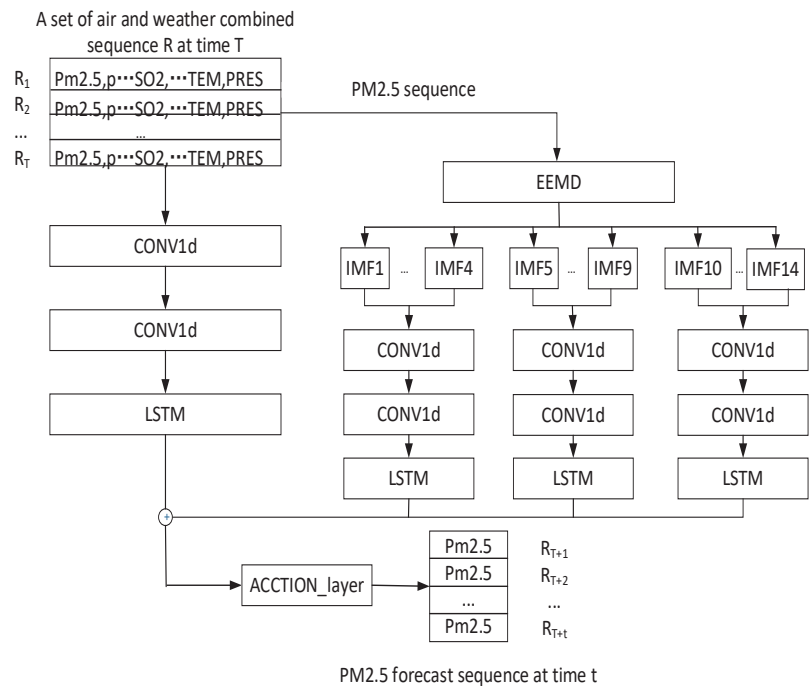 A set of air and weather combined
sequence R at time T
R1 Pm2.5,p···SO2,···TEM,PRES
R2 Pm2.5,p···SO2,···TEM,PRES
... ...
RT Pm2.5,p···SO2,···TEM,PRES
PM2.5 sequence
EEMD
CONV1d
IMF1 ... IMF4 IMF5 ... IMF9 IMF10 ... IMF14
CONV1d
CONV1d CONV1d CONV1d
LSTM
CONV1d CONV1d CONV1d
LSTM LSTM LSTM
+
Pm2.5 RT+1
Pm2.5 RT+2
ACCTION_layer
... ...
Pm2.5 RT+t
PM2.5 forecast sequence at time t